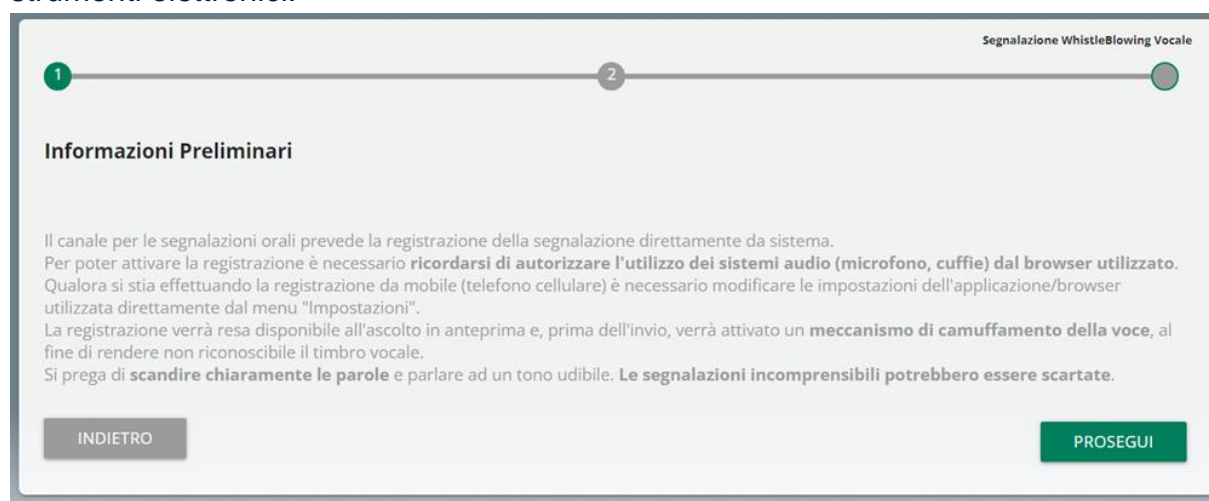 strumenti elettronici.
Segnalazione WhistleBlowing Vocale
1
2
Informazioni Preliminari
Il canale per le segnalazioni orali prevede la registrazione della segnalazione direttamente da sistema.
Per poter attivare la registrazione è necessario ricordarsi di autorizzare l'utilizzo dei sistemi audio (microfono, cuffie) dal browser utilizzato.
Qualora si stia effettuando la registrazione da mobile (telefono cellulare) è necessario modificare le impostazioni dell'applicazione/browser
utilizzata direttamente dal menu "Impostazioni".
La registrazione verrà resa disponibile all'ascolto in anteprima e, prima dell'invio, verrà attivato un meccanismo di camuffamento della voce, al
fine di rendere non riconoscibile il timbro vocale.
Si prega di scandire chiaramente le parole e parlare ad un tono udibile. Le segnalazioni incomprensibili potrebbero essere scartate.
INDIETRO
PROSEGUI